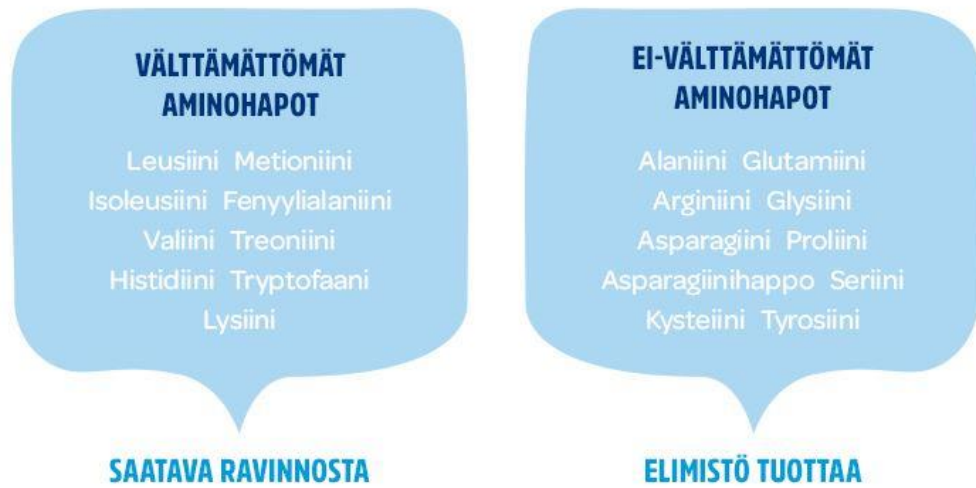 VÄLTTÄMÄTTÖMÄT
AMINOHAPOT
Leusiini Metioniini
Isoleusiini Fenyylialaniini
Valiini Treoniini
Histidiini Tryptofaani
Lysiini
SAATAVA RAVINNOSTA
EI-VÄLTTÄMÄTTÖMÄT
AMINOHAPOT
Alaniini Glutamiini
Arginiini Glysiini
Asparagiini Proliini
Asparagiinihappo Seriini
Kysteiini Tyrosiini
ELIMISTÖ TUOTTAA